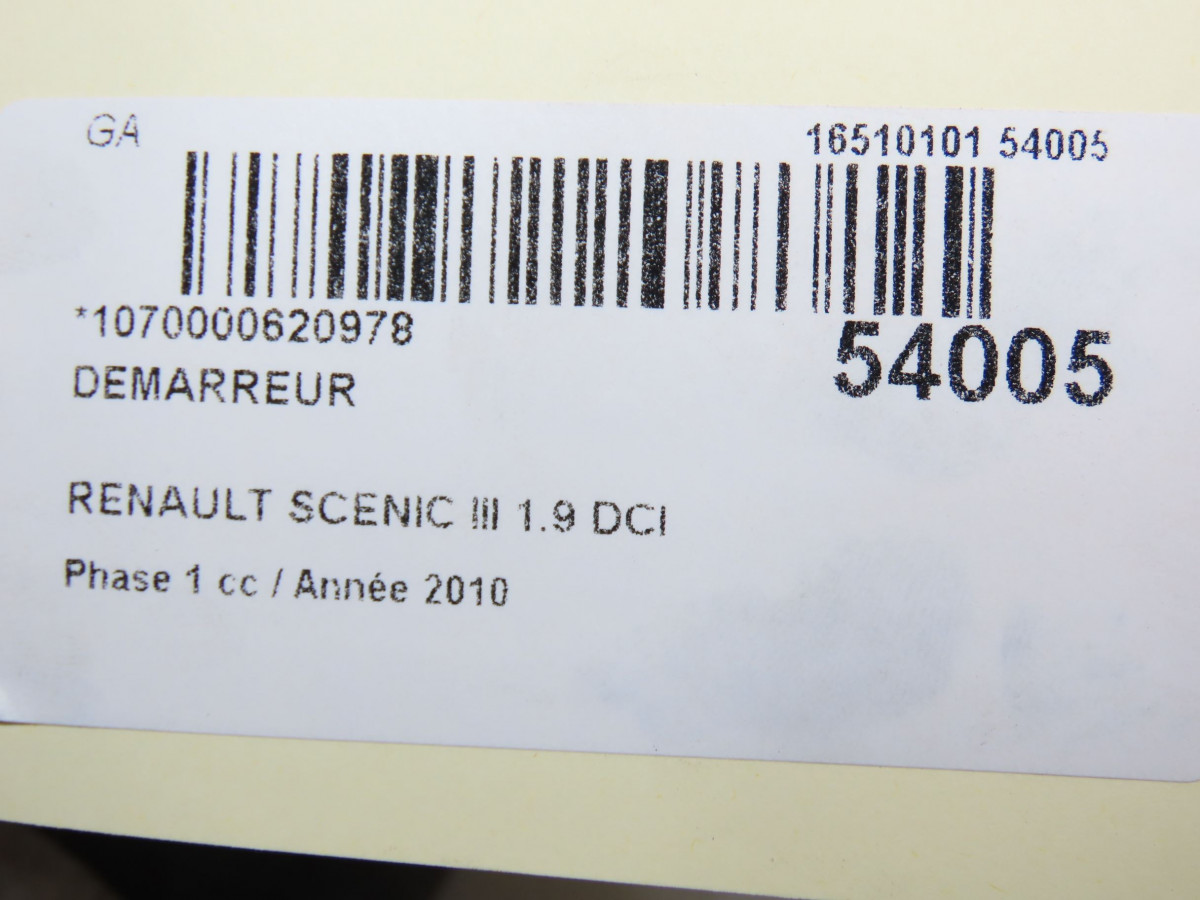 GA 16510101 54005
*1070000620978
54005
DEMARREUR
RENAULT SCENIC III 1.9 DCI
Phase 1 cc / Année 2010